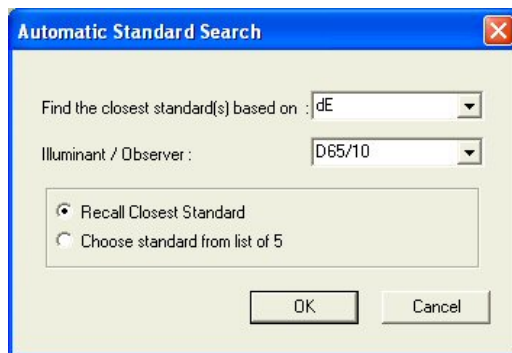 Automatic Standard Search
Find the closest standard(s) based on : dE
Illuminant / Observer : D65/10
Recall Closest Standard
Choose standard from list of 5
OK Cancel